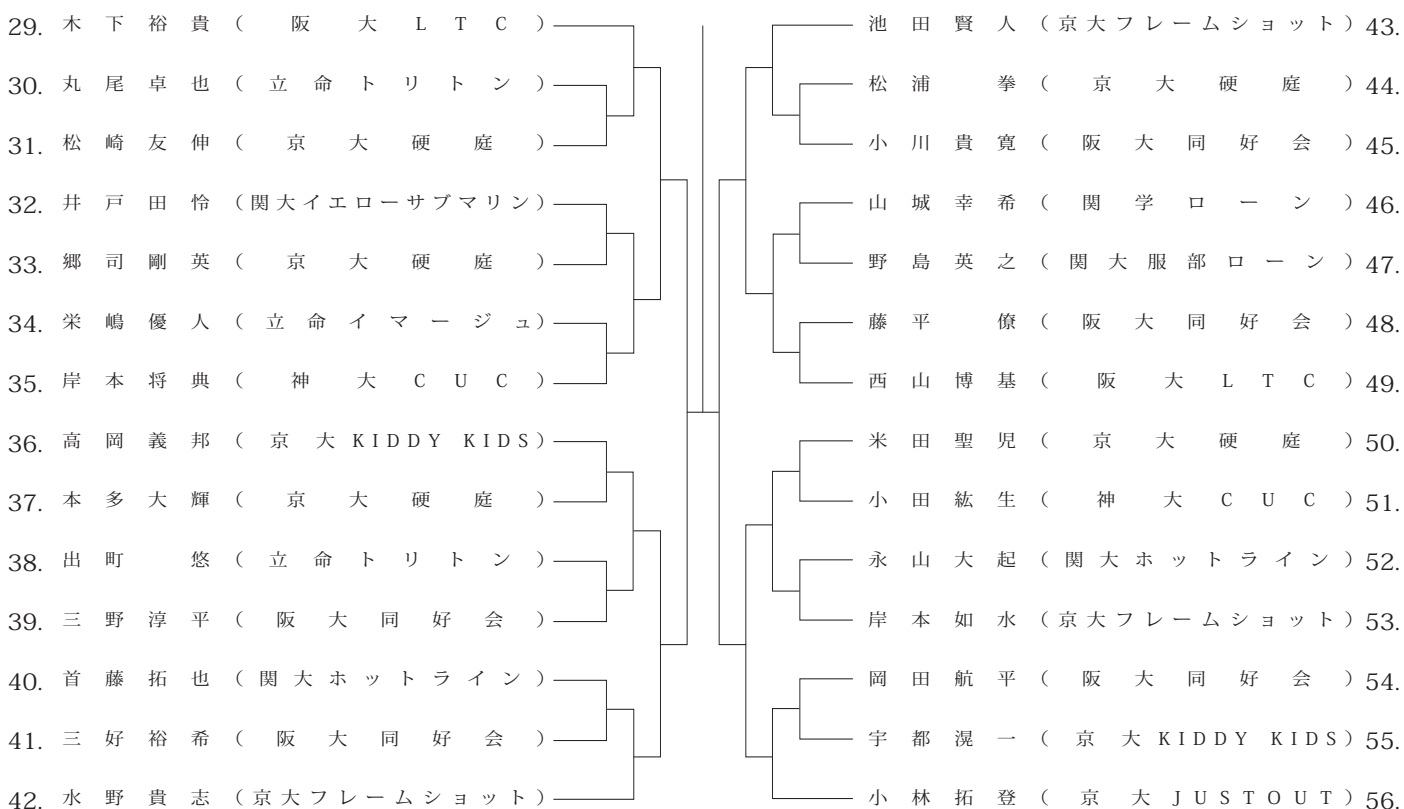 29. 木下裕貴（阪大LTC）
30. 丸尾卓也（立命トリトン）
31. 松崎友伸（京大硬庭）
32. 井戸田怜（関大イエローサブマリン）
33. 郷司剛英（京大硬庭）
34. 栄嶋優人（立命イマージュ）
35. 岸本将典（神大CUC）
36. 高岡義邦（京大KIDDY KIDS）
37. 本多大輝（京大硬庭）
38. 出町　悠（立命トリトン）
39. 三野淳平（阪大同好会）
40. 首藤拓也（関大ホットライン）
41. 三好裕希（阪大同好会）
42. 水野貴志（京大フレームショット）
池田賢人（京大フレームショット）43.
松浦　拳（京大硬庭）44.
小川貴寛（阪大同好会）45.
山城幸希（関学ローン）46.
野島英之（関大服部ローン）47.
藤平　僚（阪大同好会）48.
西山博基（阪大LTC）49.
米田聖児（京大硬庭）50.
小田紘生（神大CUC）51.
永山大起（関大ホットライン）52.
岸本如水（京大フレームショット）53.
岡田航平（阪大同好会）54.
宇都滉一（京大KIDDY KIDS）55.
小林拓登（京大JUSTOUT）56.